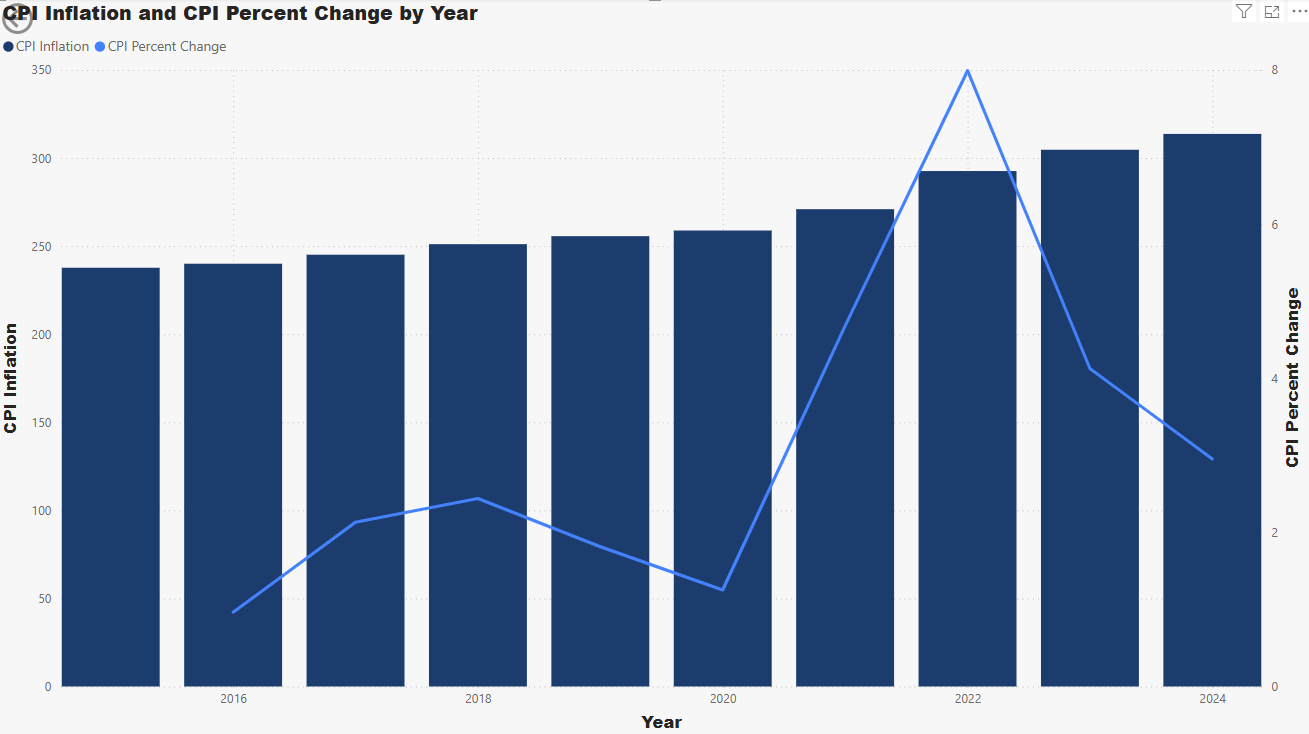 CPI Inflation and CPI Percent Change by Year
CPI Inflation CPI Percent Change
350
300
250
200
150
100
50
0
CPI Inflation
8
6
4
2
0
CPI Percent Change
2016 2018 2020 2022 2024
Year